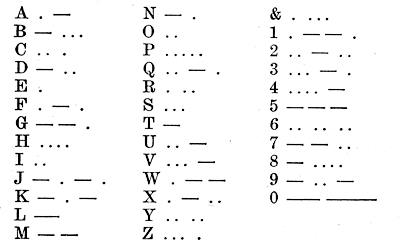 A . —
B — ...
C .. .
D — ..
E .
F . — .
G — — .
H ....
I ..
J — . — .
K — . —
L ——
M — —
N — .
O . .
P .....
Q .. — .
R . ..
S ...
T —
U .. —
V ... —
W . — —
X . — ..
Y .. ..
Z ... .
& . ...
1 . — — .
2 .. — ..
3 ... — .
4 .... —
5 — — —
6 .. .. ..
7 — — ..
8 — ....
9 — .. —
0 —— ——